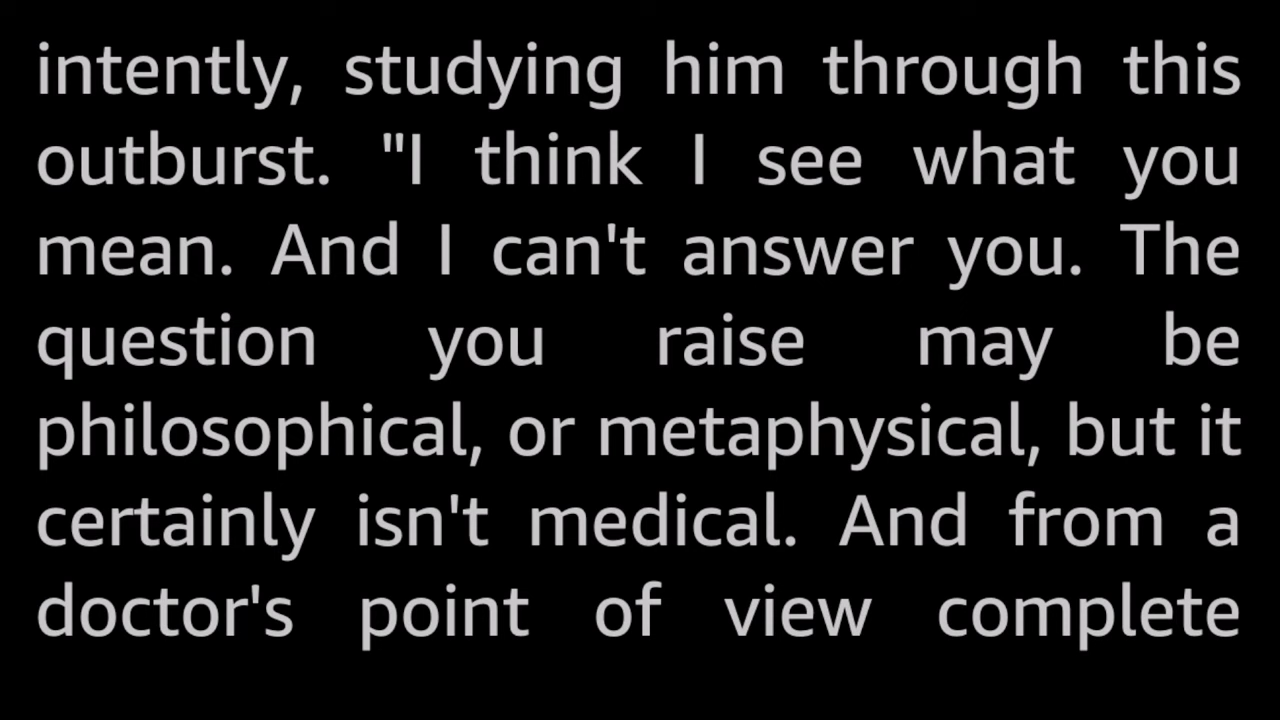 intently, studying him through this
outburst. "I think I see what you
mean. And I can't answer you. The
question you raise may be
philosophical, or metaphysical, but it
certainly isn't medical. And from a
doctor's point of view complete